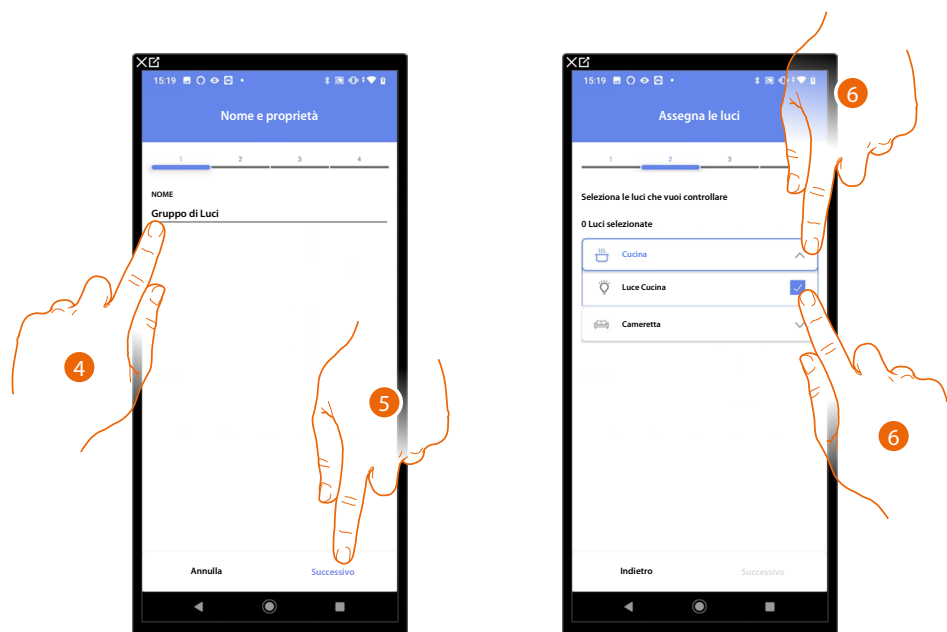 15:19
Nome e proprietà
1 2 3 4
NOME
Gruppo di Luci
4
5
Annulla Successivo
15:19
6
Assegna le luci
1 2 3
Seleziona le luci che vuoi controllare
0 Luci selezionate
Cucina
Luce Cucina
Cameretta
6
Indietro Successivo